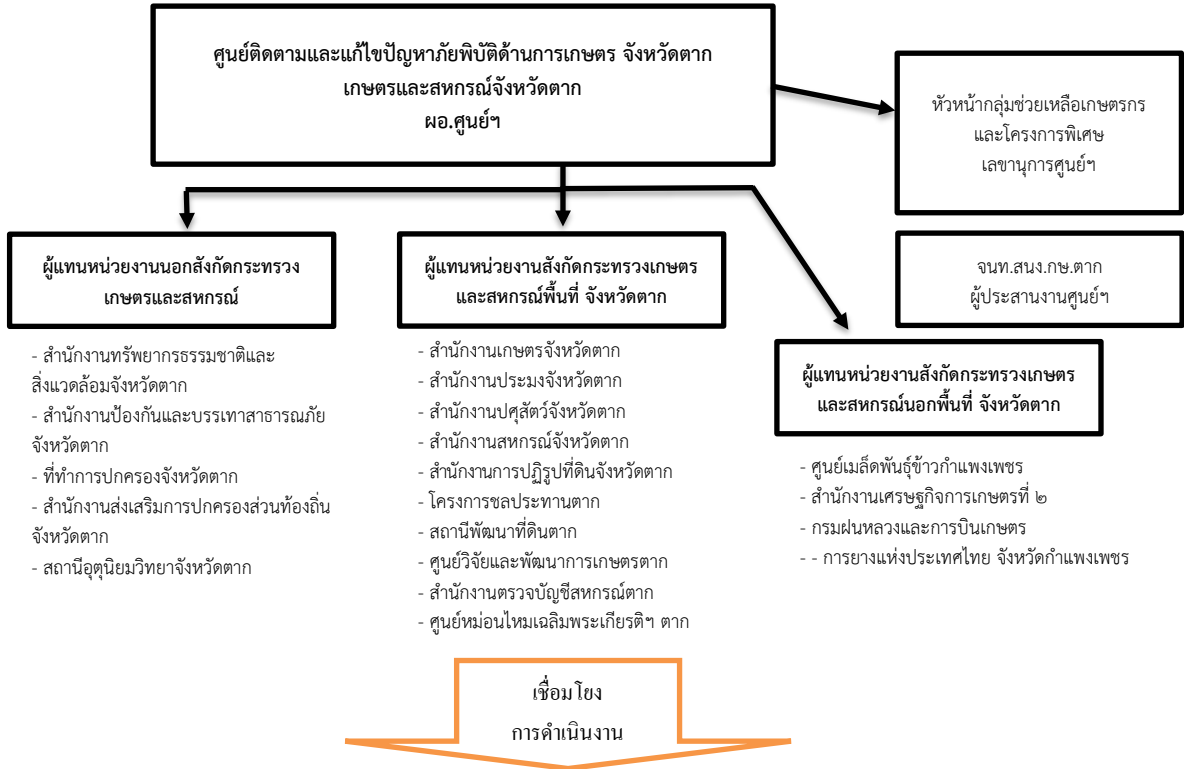 ศูนย์ติดตามและแก้ไขปัญหาภัยพิบัติด้านการเกษตร จังหวัดตาก
เกษตรและสหกรณ์จังหวัดตาก
ผอ.ศูนย์ฯ
หัวหน้ากลุ่มช่วยเหลือเกษตรกร
และโครงการพิเศษ
เลขานุการศูนย์ฯ
จนท.สนง.กษ.ตาก
ผู้ประสานงานศูนย์ฯ
ผู้แทนหน่วยงานนอกสังกัดกระทรวง
เกษตรและสหกรณ์
- สำนักงานทรัพยากรธรรมชาติและ
สิ่งแวดล้อมจังหวัดตาก
- สำนักงานป้องกันและบรรเทาสาธารณภัย
จังหวัดตาก
- ที่ทำการปกครองจังหวัดตาก
- สำนักงานส่งเสริมการปกครองส่วนท้องถิ่น
จังหวัดตาก
- สถานีอุตุนิยมวิทยาจังหวัดตาก
ผู้แทนหน่วยงานสังกัดกระทรวงเกษตร
และสหกรณ์พื้นที่ จังหวัดตาก
- สำนักงานเกษตรจังหวัดตาก
- สำนักงานประมงจังหวัดตาก
- สำนักงานปศุสัตว์จังหวัดตาก
- สำนักงานสหกรณ์จังหวัดตาก
- สำนักงานการปฏิรูปที่ดินจังหวัดตาก
- โครงการชลประทานตาก
- สถานีพัฒนาที่ดินตาก
- ศูนย์วิจัยและพัฒนาการเกษตรตาก
- สำนักงานตรวจบัญชีสหกรณ์ตาก
- ศูนย์หม่อนไหมเฉลิมพระเกียรติฯ ตาก
ผู้แทนหน่วยงานสังกัดกระทรวงเกษตร
และสหกรณ์นอกพื้นที่ จังหวัดตาก
- ศูนย์เมล็ดพันธุ์ข้าวกำแพงเพชร
- สำนักงานเศรษฐกิจการเกษตรที่ ๒
- กรมฝนหลวงและการบินเกษตร
- - การยางแห่งประเทศไทย จังหวัดกำแพงเพชร
เชื่อมโยง
การดำเนินงาน